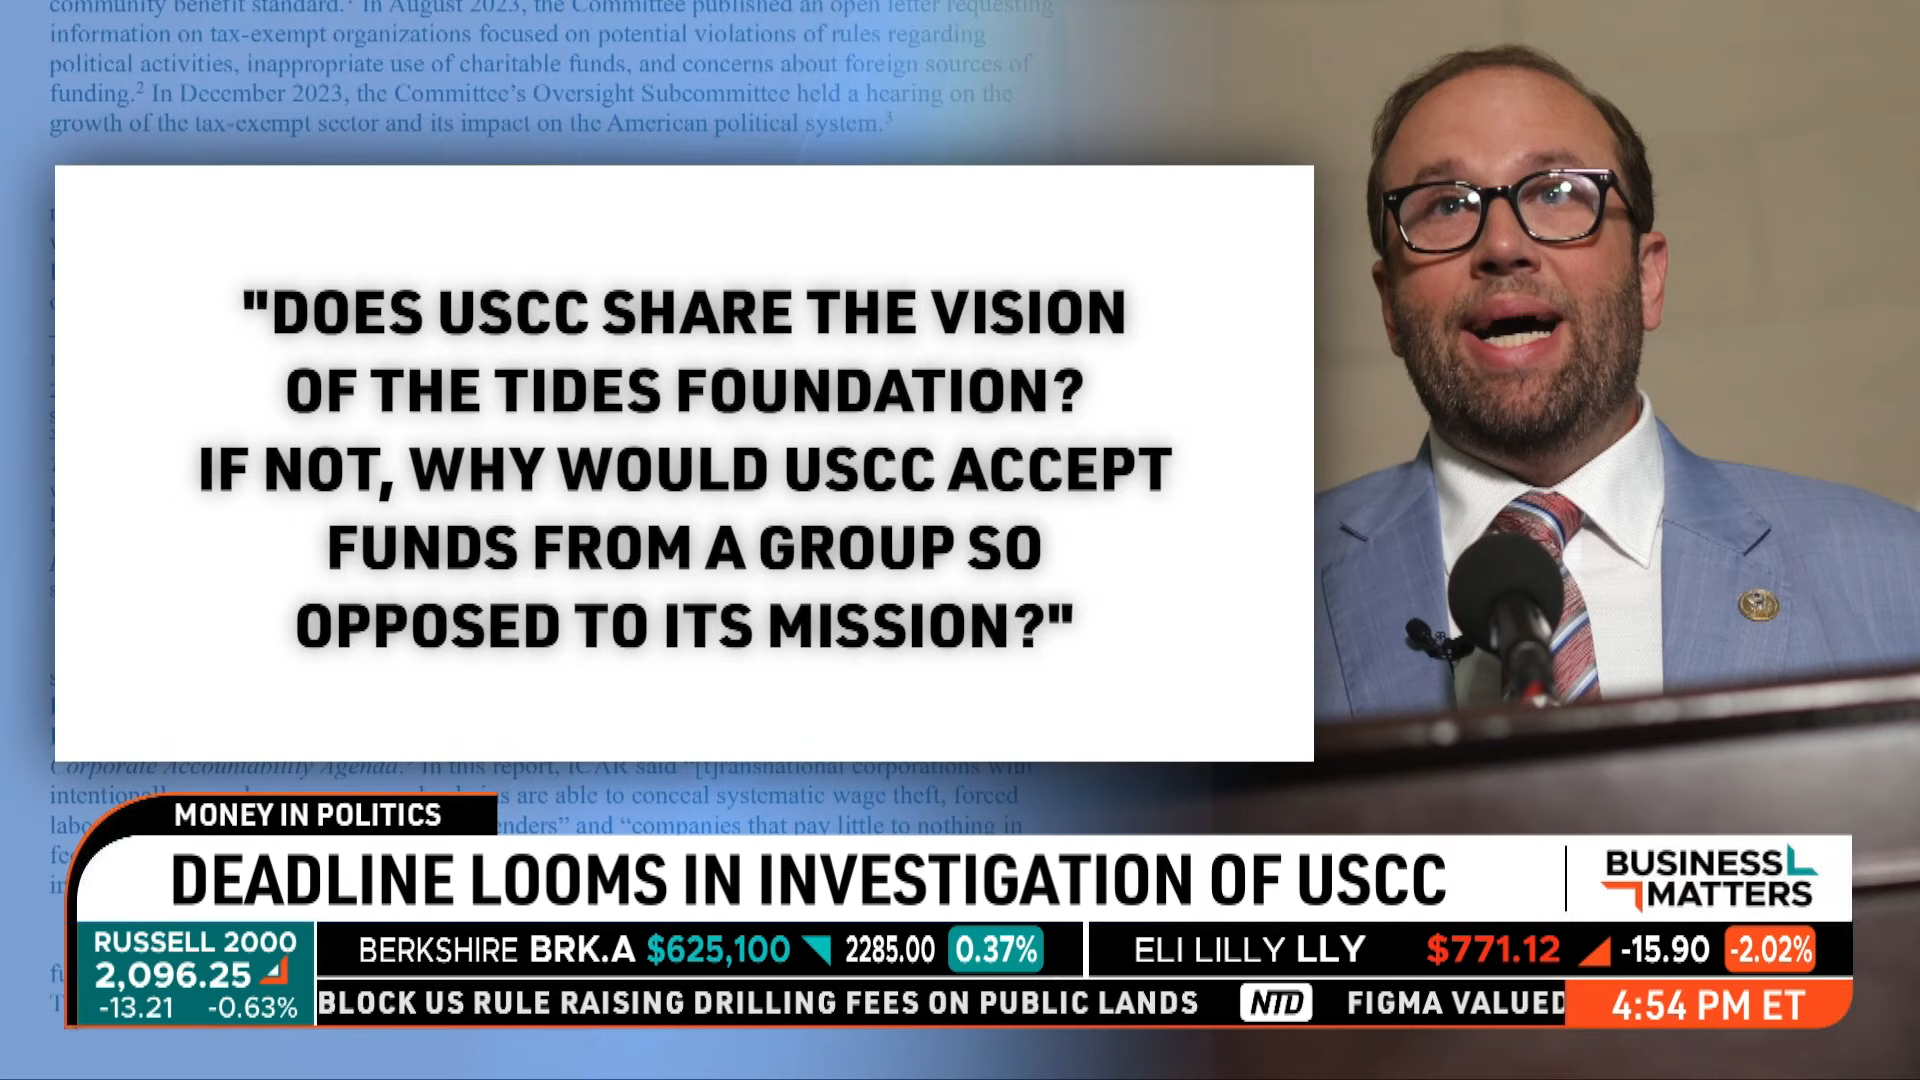 community benefit standard.¹ In August 2023, the Committee published an open letter requesting
information on tax-exempt organizations focused on potential violations of rules regarding
political activities, inappropriate use of charitable funds, and concerns about foreign sources of
funding.² In December 2023, the Committee's Oversight Subcommittee held a hearing on the
growth of the tax-exempt sector and its impact on the American political system.³
"DOES USCC SHARE THE VISION
OF THE TIDES FOUNDATION?
IF NOT, WHY WOULD USCC ACCEPT
FUNDS FROM A GROUP SO
OPPOSED TO ITS MISSION?"
Corporate Accountability Agenda. In this report, ICAR said "[t]ransnational corporations with
are able to conceal systematic wage theft, forced
and "companies that pay little to nothing in
MONEY IN POLITICS
DEADLINE LOOMS IN INVESTIGATION OF USCC
BUSINESS
MATTERS
RUSSELL 2000
2,096.25
-13.21 -0.63%
BERKSHIRE BRK.A $625,100 2285.00 0.37%
ELI LILLY LLY $771.12 -15.90 -2.02%
BLOCK US RULE RAISING DRILLING FEES ON PUBLIC LANDS NTD FIGMA VALUED
4:54 PM ET